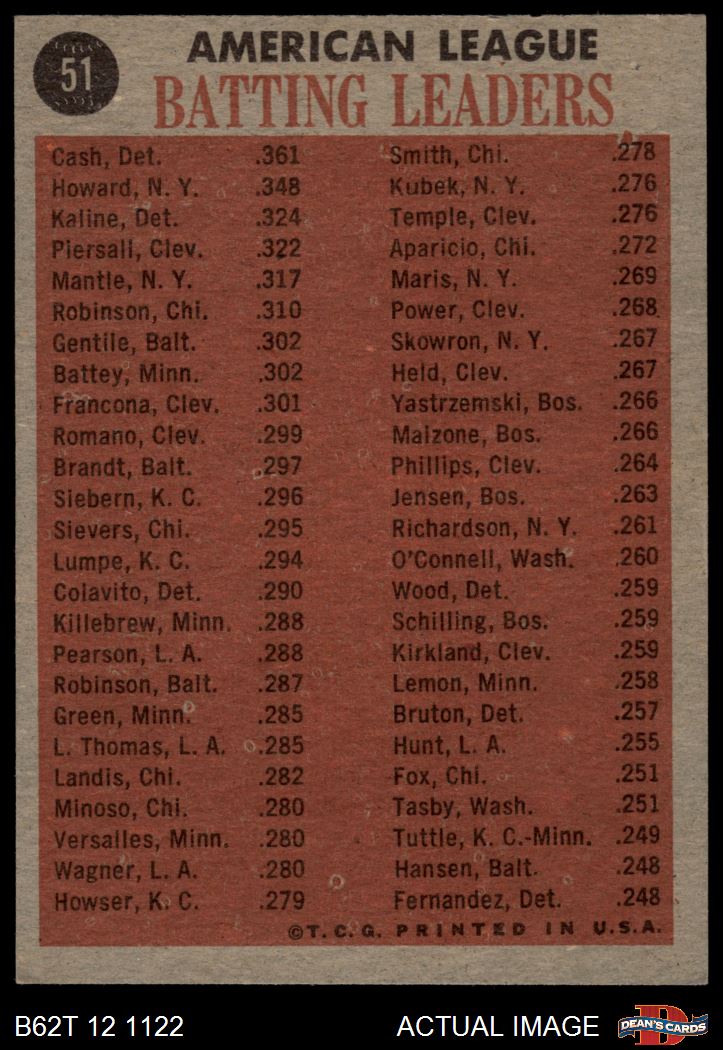 51
AMERICAN LEAGUE
BATTING LEADERS
Cash, Det. .361
Howard, N. Y. .348
Kaline, Det. .324
Piersall, Clev. .322
Mantle, N. Y. .317
Robinson, Chi. .310
Gentile, Balt. .302
Battey, Minn. .302
Francona, Clev. .301
Romano, Clev. .299
Brandt, Balt. .297
Siebern, K. C. .296
Sievers, Chi. .295
Lumpe, K. C. .294
Colavito, Det. .290
Killebrew, Minn. .288
Pearson, L. A. .288
Robinson, Balt. .287
Green, Minn. .285
L. Thomas, L. A. .285
Landis, Chi. .282
Minoso, Chi. .280
Versalles, Minn. .280
Wagner, L. A. .280
Howser, K. C. .279
Smith, Chi. .278
Kubek, N. Y. .276
Temple, Clev. .276
Aparicio, Chi. .272
Maris, N. Y. .269
Power, Clev. .268
Skowron, N. Y. .267
Held, Clev. .267
Yastrzemski, Bos. .266
Malzone, Bos. .266
Phillips, Clev. .264
Jensen, Bos. .263
Richardson, N. Y. .261
O'Connell, Wash. .260
Wood, Det. .259
Schilling, Bos. .259
Kirkland, Clev. .259
Lemon, Minn. .258
Bruton, Det. .257
Hunt, L. A. .255
Fox, Chi. .251
Tasby, Wash. .251
Tuttle, K. C.-Minn. .249
Hansen, Balt. .248
Fernandez, Det. .248
©T. C. G. PRINTED IN U.S.A.
B62T 12 1122
ACTUAL IMAGE
D
DEAN'S CARDS